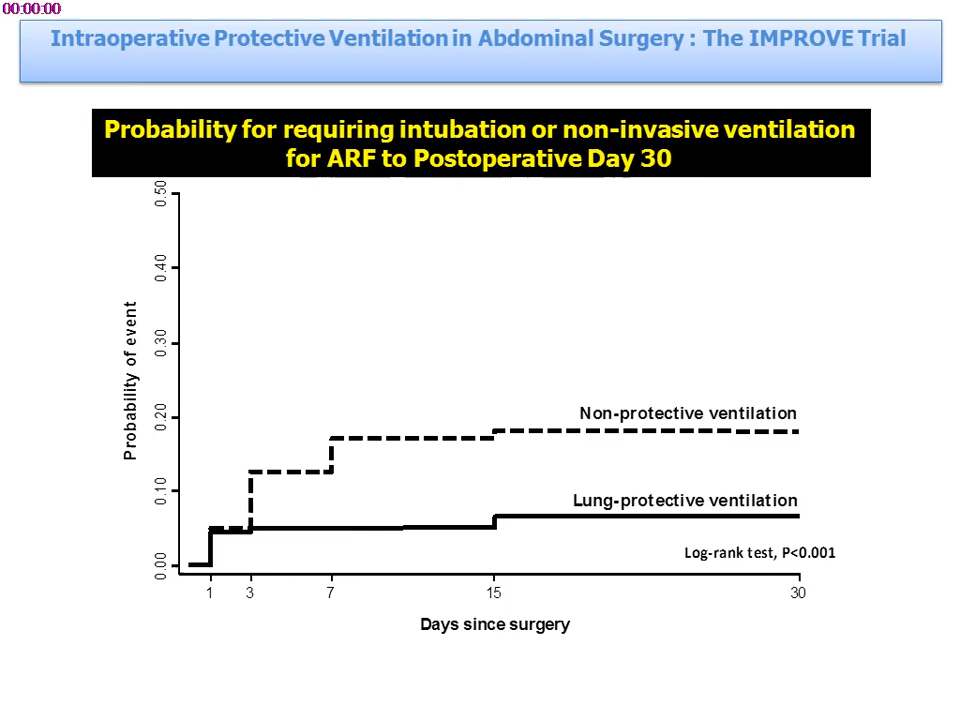 00:00:00
Intraoperative Protective Ventilation in Abdominal Surgery : The IMPROVE Trial
Probability for requiring intubation or non-invasive ventilation
for ARF to Postoperative Day 30
0.50
0.40
0.30
0.20
0.10
0.00
Probability of event
Non-protective ventilation
Lung-protective ventilation
Log-rank test, P<0.001
1 3 7 15 30
Days since surgery